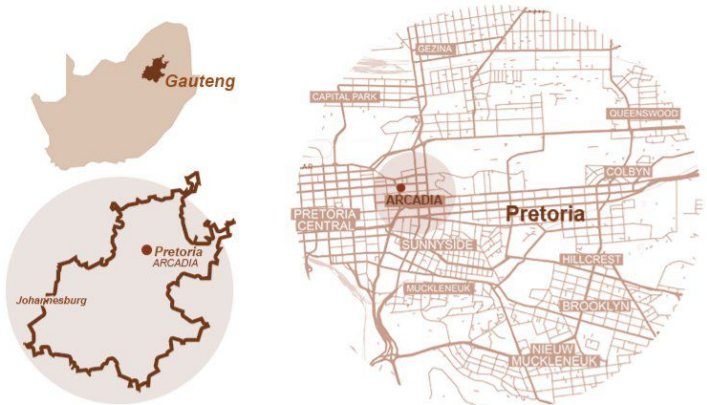 Gauteng
Pretoria
ARCADIA
Johannesburg
GEZINA
CAPITAL PARK
QUEENSWOOD
COLBYN
ARCADIA
PRETORIA
CENTRAL
Pretoria
SUNNYSIDE
HILLCREST
MUCKLENEUK
BROOKLYN
NIEUW
MUCKLENEUK